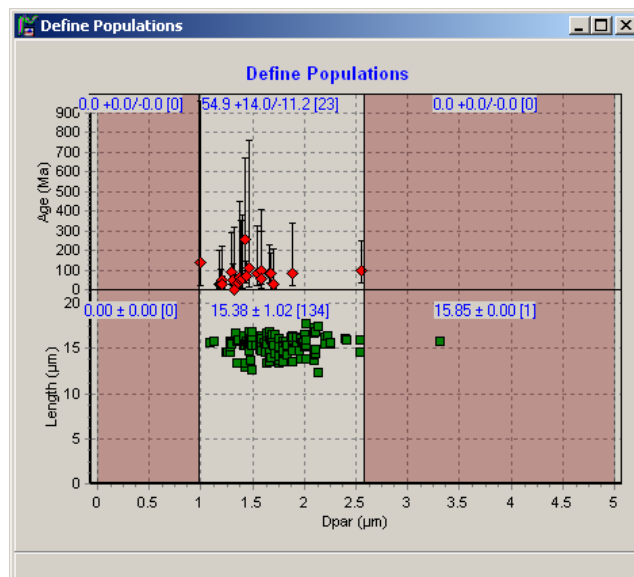 Define Populations
Define Populations
0.0 +0.0/-0.0 [0] 54.9 +14.0/-11.2 [23] 0.0 +0.0/-0.0 [0]
900
800
700
600
500
400
300
200
100
0
Age (Ma)
0.00 ± 0.00 [0] 15.38 ± 1.02 [134] 15.85 ± 0.00 [1]
20
15
10
5
0
Length (µm)
0 0.5 1 1.5 2 2.5 3 3.5 4 4.5 5
Dpar (µm)